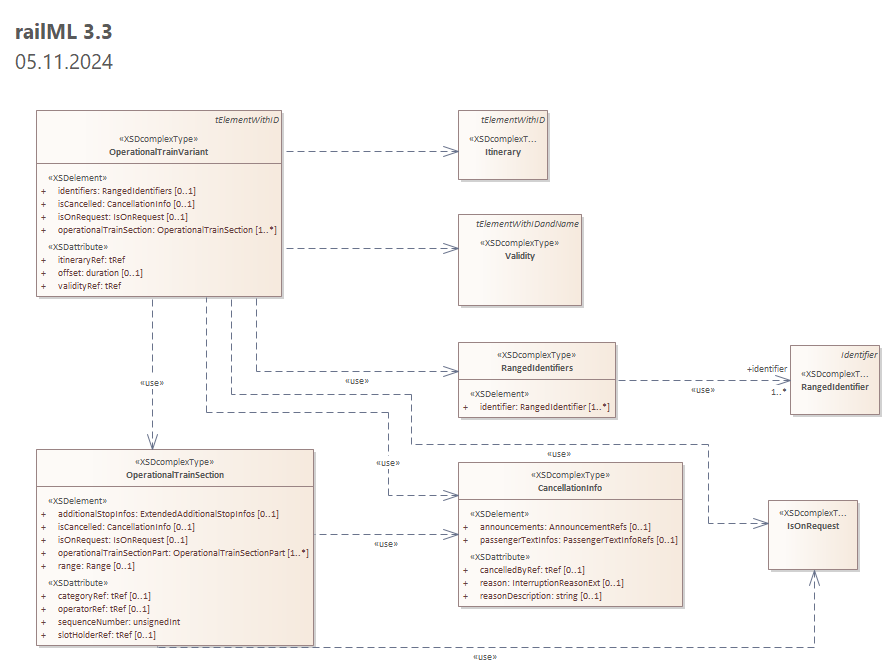 railML 3.3
05.11.2024
tElementWithID
«XSDcomplexType»
OperationalTrainVariant
«XSDelement»
+ identifiers: RangedIdentifiers [0..1]
+ isCancelled: CancellationInfo [0..1]
+ isOnRequest: IsOnRequest [0..1]
+ operationalTrainSection: OperationalTrainSection [1..*]
«XSDattribute»
+ itineraryRef: tRef
+ offset: duration [0..1]
+ validityRef: tRef
tElementWithID
«XSDcomplexT...
Itinerary
tElementWithIDandName
«XSDcomplexType»
Validity
«XSDcomplexType»
RangedIdentifiers
«XSDelement»
+ identifier: RangedIdentifier [1..*]
+identifier
1..*
«use»
Identifier
«XSDcomplexT...
RangedIdentifier
«use»
«use»
«use»
«use»
«XSDcomplexType»
OperationalTrainSection
«XSDelement»
+ additionalStopInfos: ExtendedAdditionalStopInfos [0..1]
+ isCancelled: CancellationInfo [0..1]
+ isOnRequest: IsOnRequest [0..1]
+ operationalTrainSectionPart: OperationalTrainSectionPart [1..*]
+ range: Range [0..1]
«XSDattribute»
+ categoryRef: tRef [0..1]
+ operatorRef: tRef [0..1]
+ sequenceNumber: unsignedInt
+ slotHolderRef: tRef [0..1]
«use»
«XSDcomplexType»
CancellationInfo
«XSDelement»
+ announcements: AnnouncementRefs [0..1]
+ passengerTextInfos: PassengerTextInfoRefs [0..1]
«XSDattribute»
+ cancelledByRef: tRef [0..1]
+ reason: InterruptionReasonExt [0..1]
+ reasonDescription: string [0..1]
«XSDcomplexT...
IsOnRequest
«use»